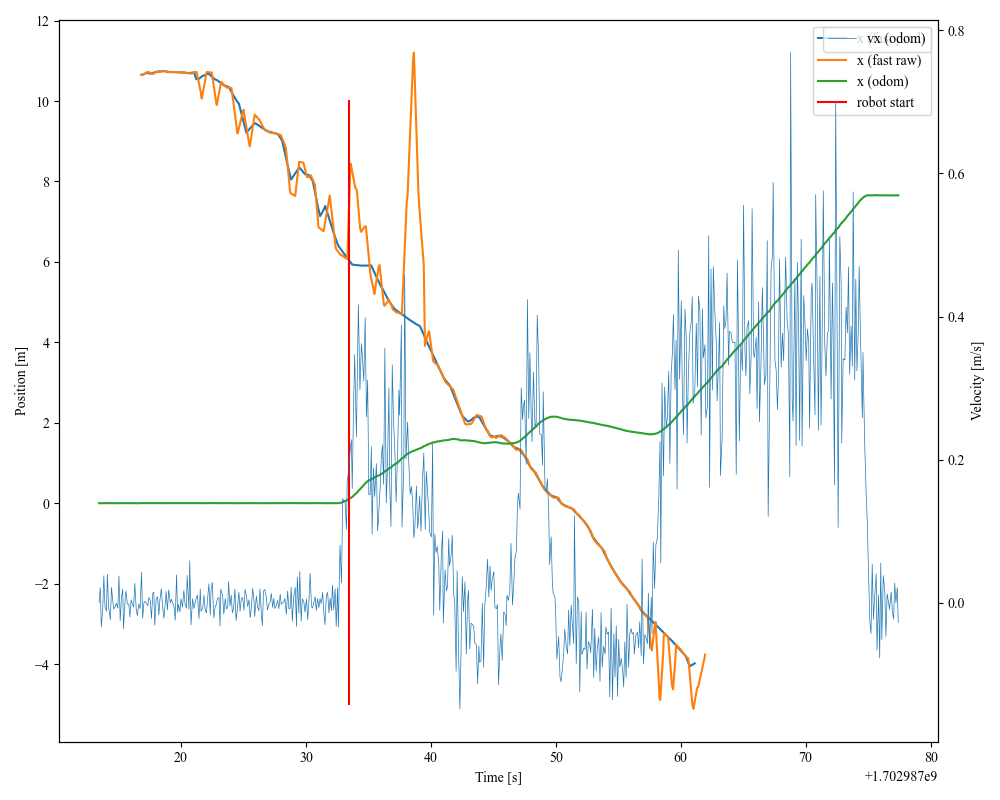 12
10
8
6
4
2
0
−2
−4
Position [m]
20
30
40
50
60
70
80
Time [s]
+1.702987e9
0.8
0.6
0.4
0.2
0.0
Velocity [m/s]
vx (odom)
x (fast raw)
x (odom)
robot start